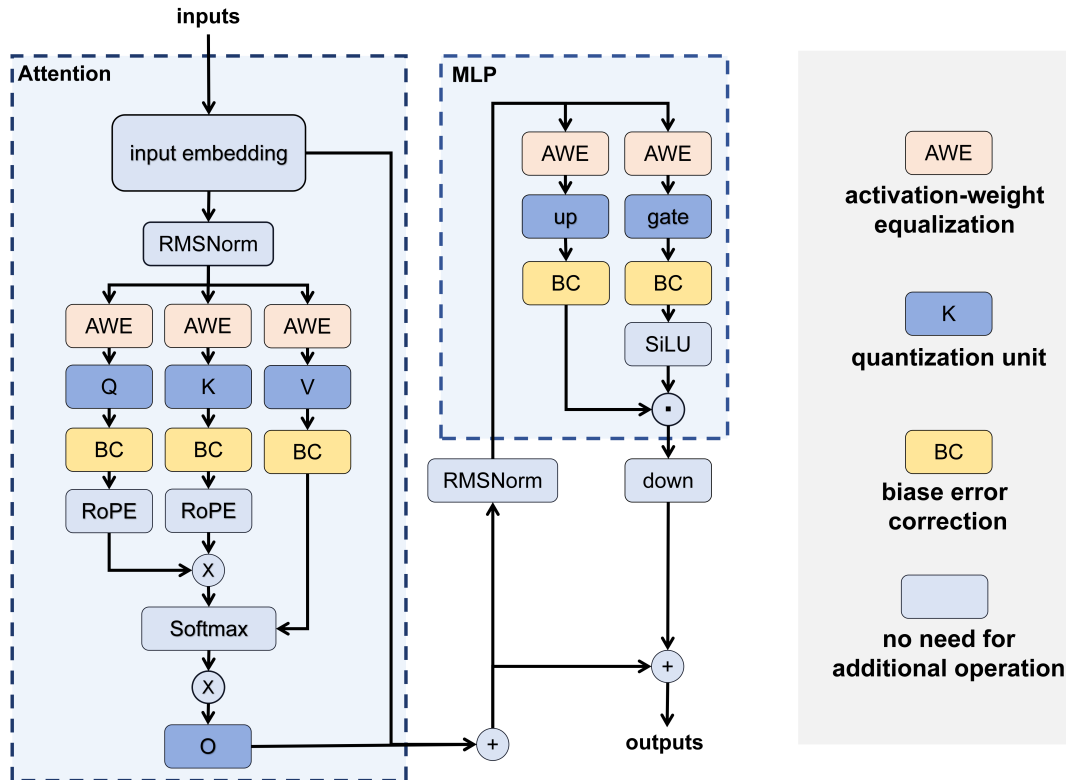 inputs
Attention
input embedding
RMSNorm
AWE AWE AWE
Q K V
BC BC BC
RoPE RoPE
X
Softmax
X
O
+
MLP
AWE AWE
up gate
BC BC
SiLU
RMSNorm
down
+
outputs
AWE
activation-weight
equalization
K
quantization unit
BC
biase error
correction
no need for
additional operation